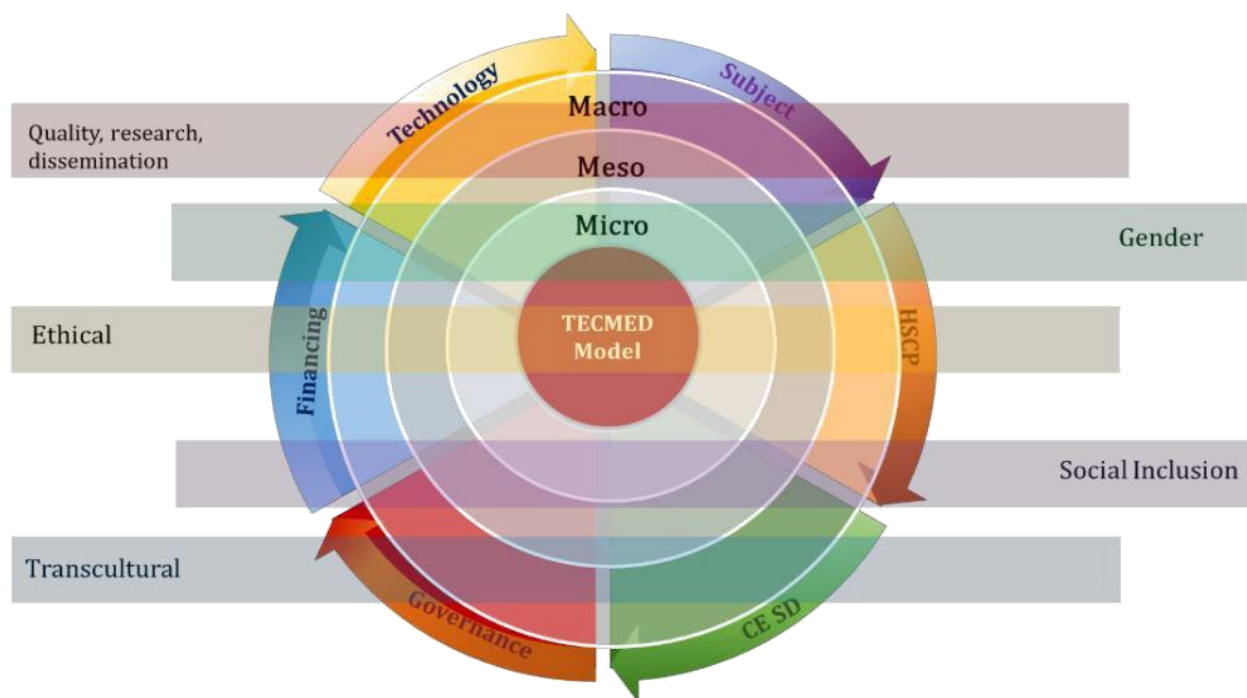 Technology
Subject
Macro
Quality, research,
dissemination
Meso
Micro
Gender
Ethical
TECMED
Model
HSCP
Financing
Social Inclusion
Transcultural
Governance
CE SD